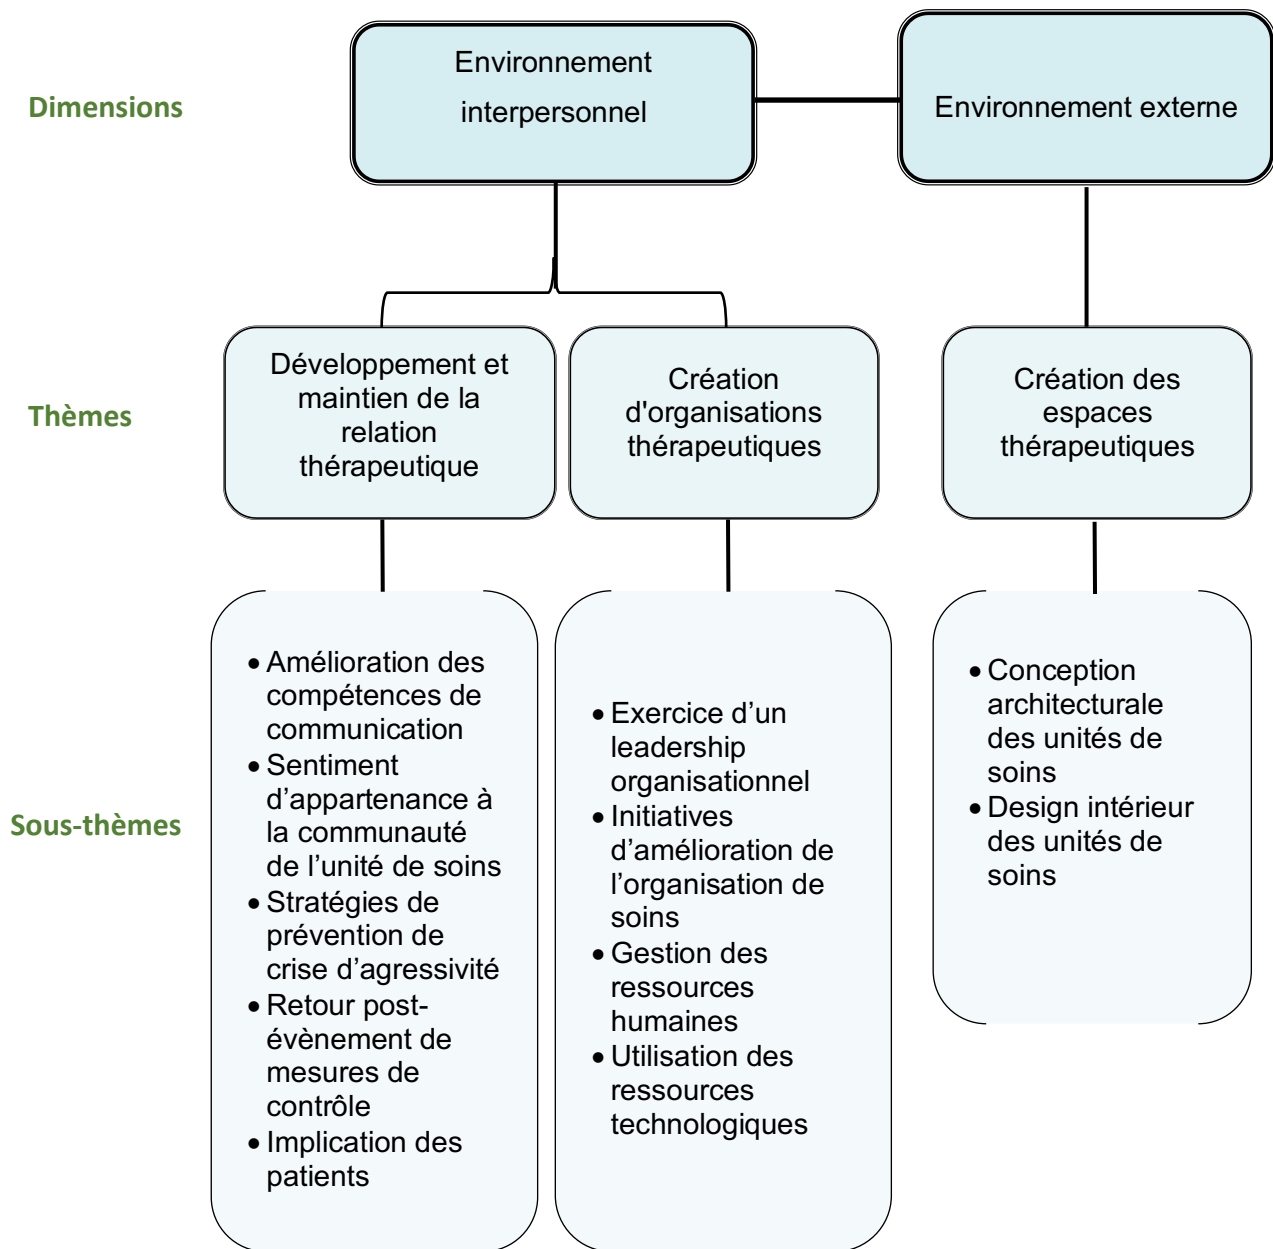 Dimensions
Environnement
interpersonnel
Environnement externe
Thèmes
Développement et
maintien de la
relation
thérapeutique
Création
d'organisations
thérapeutiques
Création des
espaces
thérapeutiques
Sous-thèmes
• Amélioration des
compétences de
communication
• Sentiment
d’appartenance à
la communauté
de l’unité de soins
• Stratégies de
prévention de
crise d’agressivité
• Retour post-
évènement de
mesures de
contrôle
• Implication des
patients
• Exercice d’un
leadership
organisationnel
• Initiatives
d’amélioration de
l’organisation de
soins
• Gestion des
ressources
humaines
• Utilisation des
ressources
technologiques
• Conception
architecturale
des unités de
soins
• Design intérieur
des unités de
soins